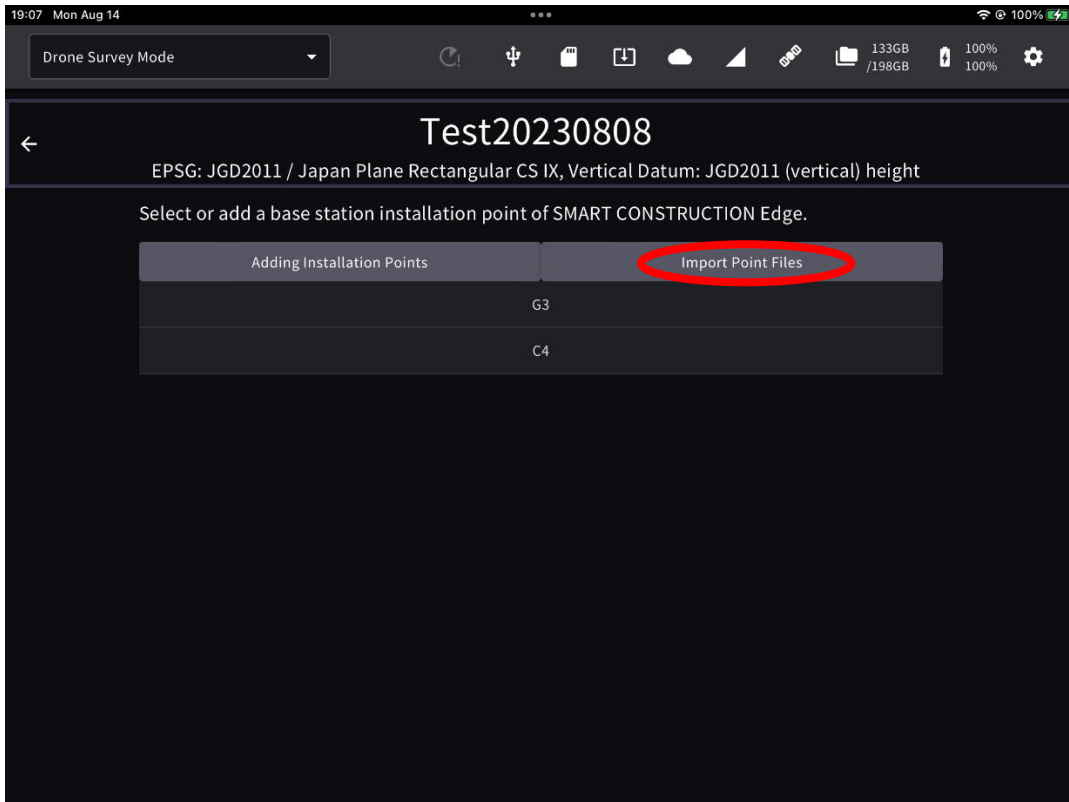 19:07 Mon Aug 14
100%
Drone Survey Mode
133GB
/198GB
100%
100%
Test20230808
EPSG: JGD2011 / Japan Plane Rectangular CS IX, Vertical Datum: JGD2011 (vertical) height
Select or add a base station installation point of SMART CONSTRUCTION Edge.
Adding Installation Points
Import Point Files
G3
C4